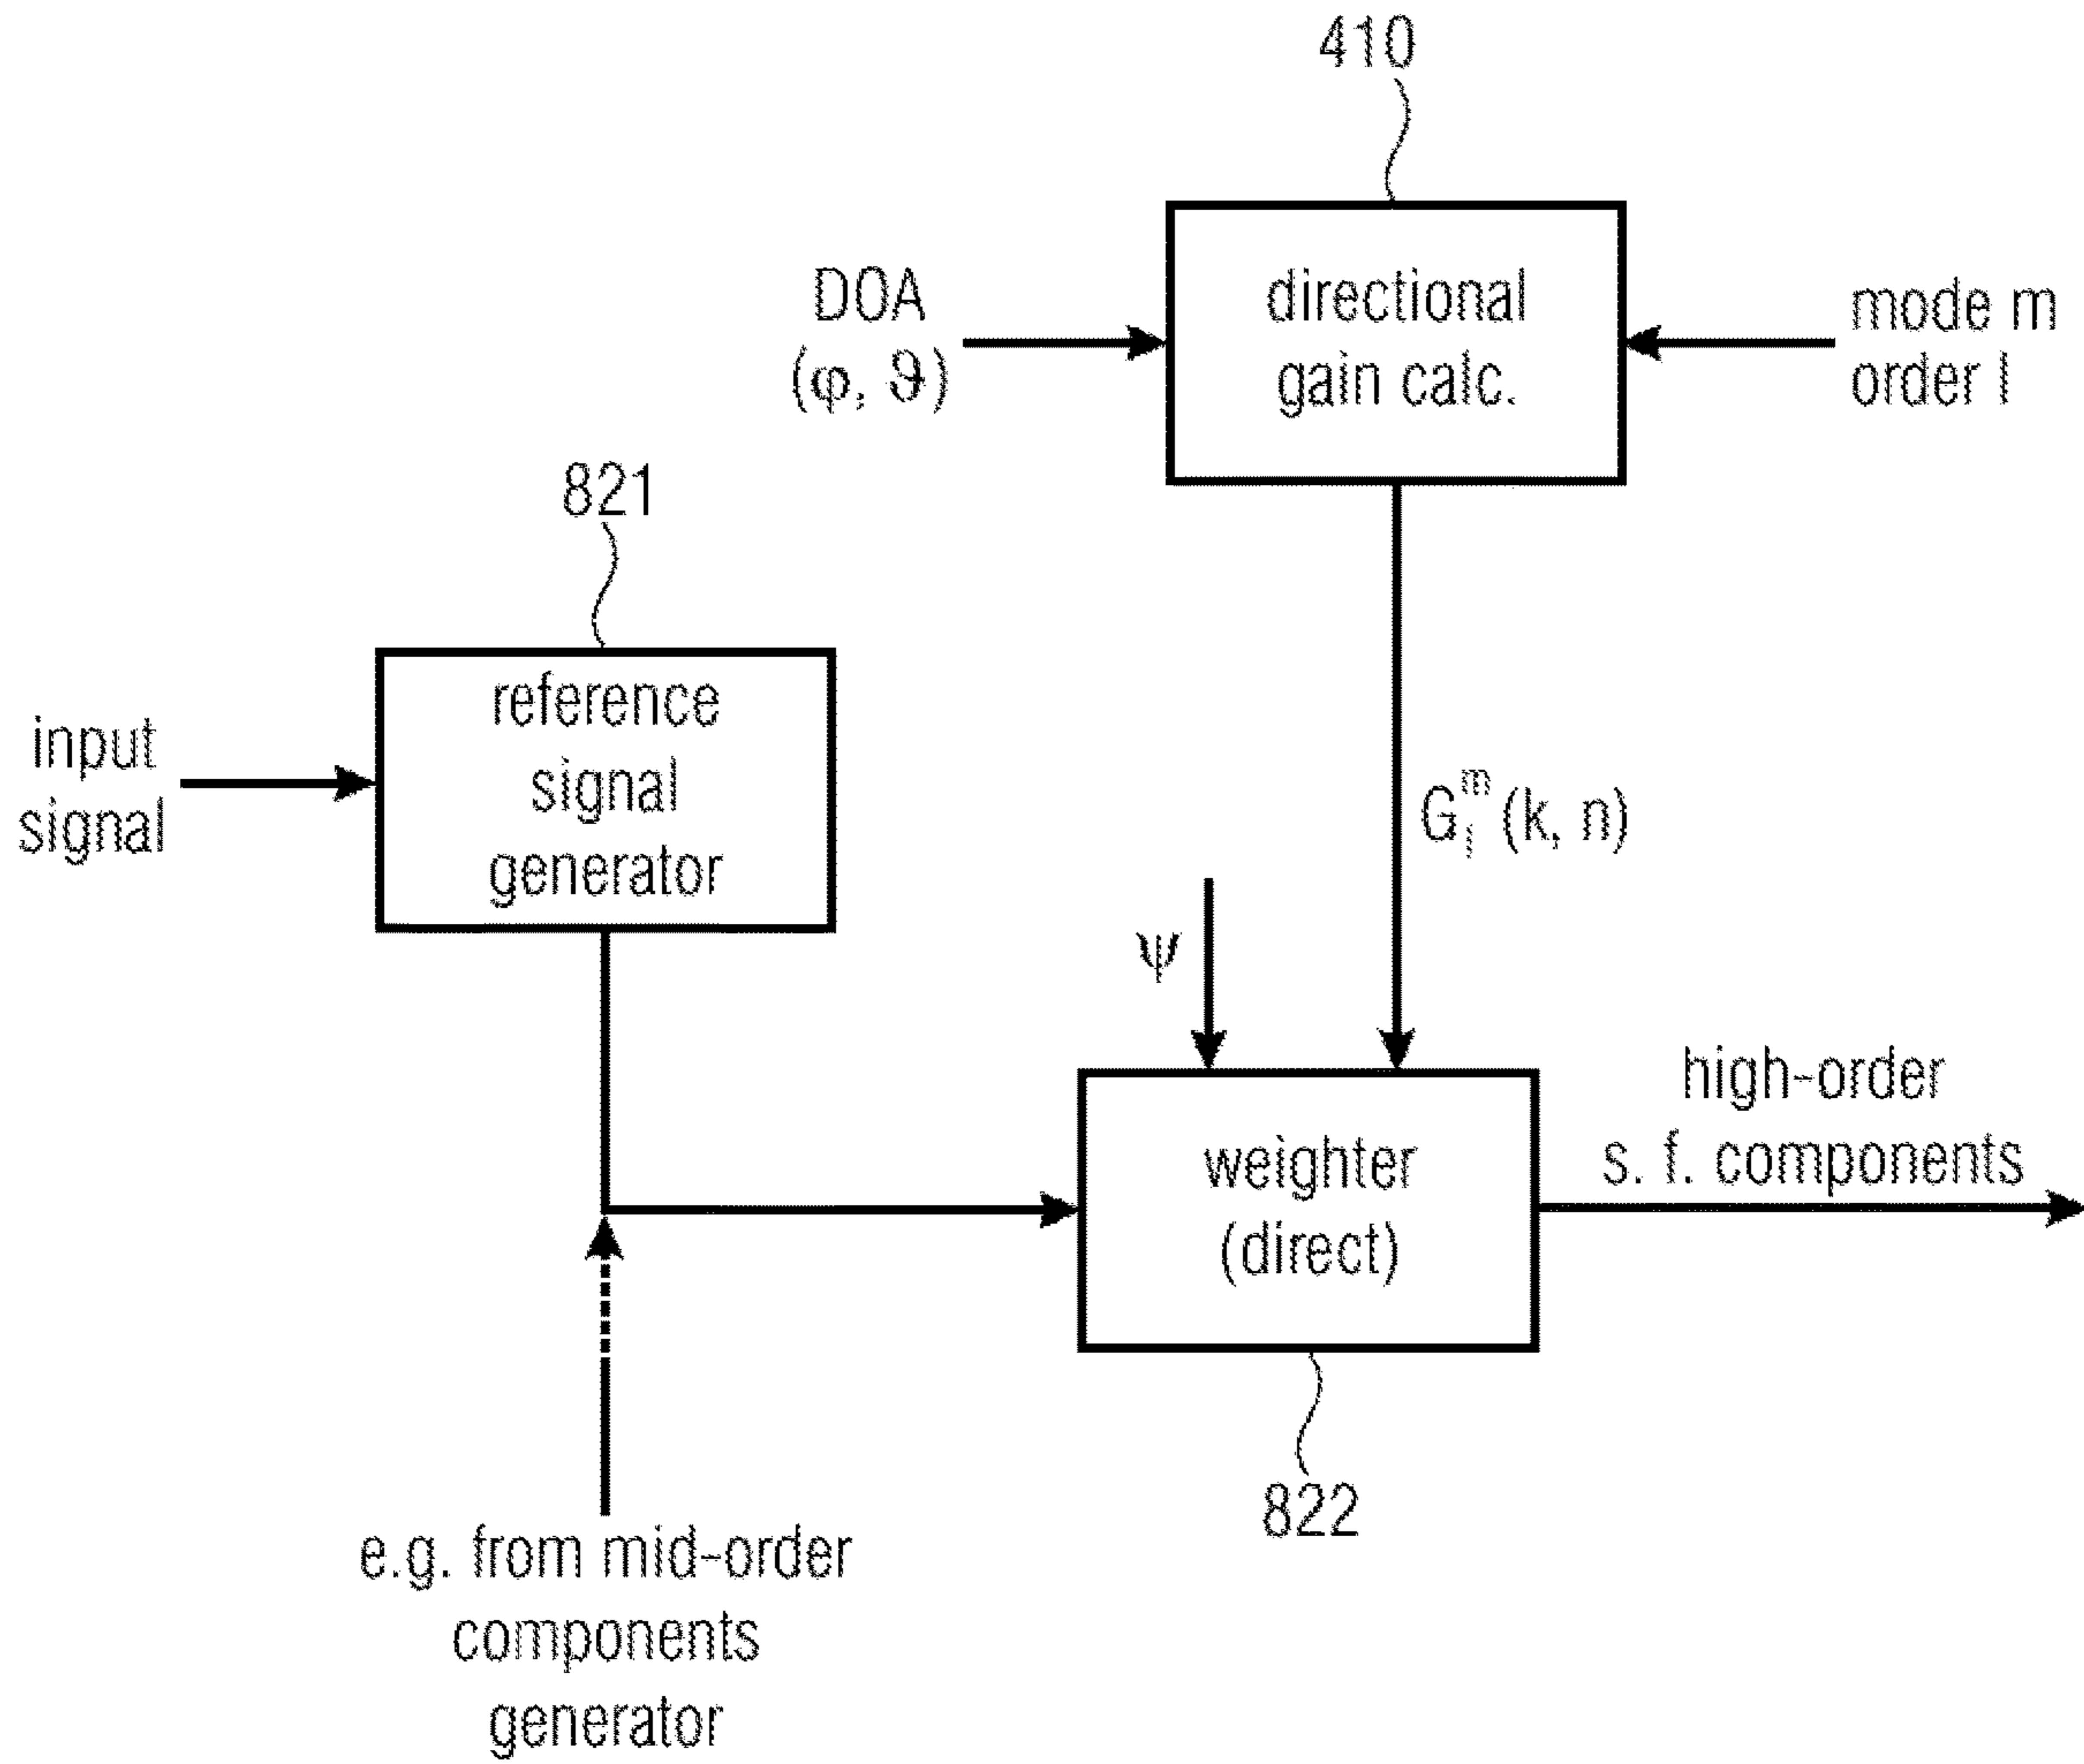 410
DOA
(φ, ϑ)
directional
gain calc.
mode m
order l
821
reference
signal
generator
input
signal
G_l^m (k, n)
ψ
weighter
(direct)
high-order
s. f. components
822
e.g. from mid-order
components
generator